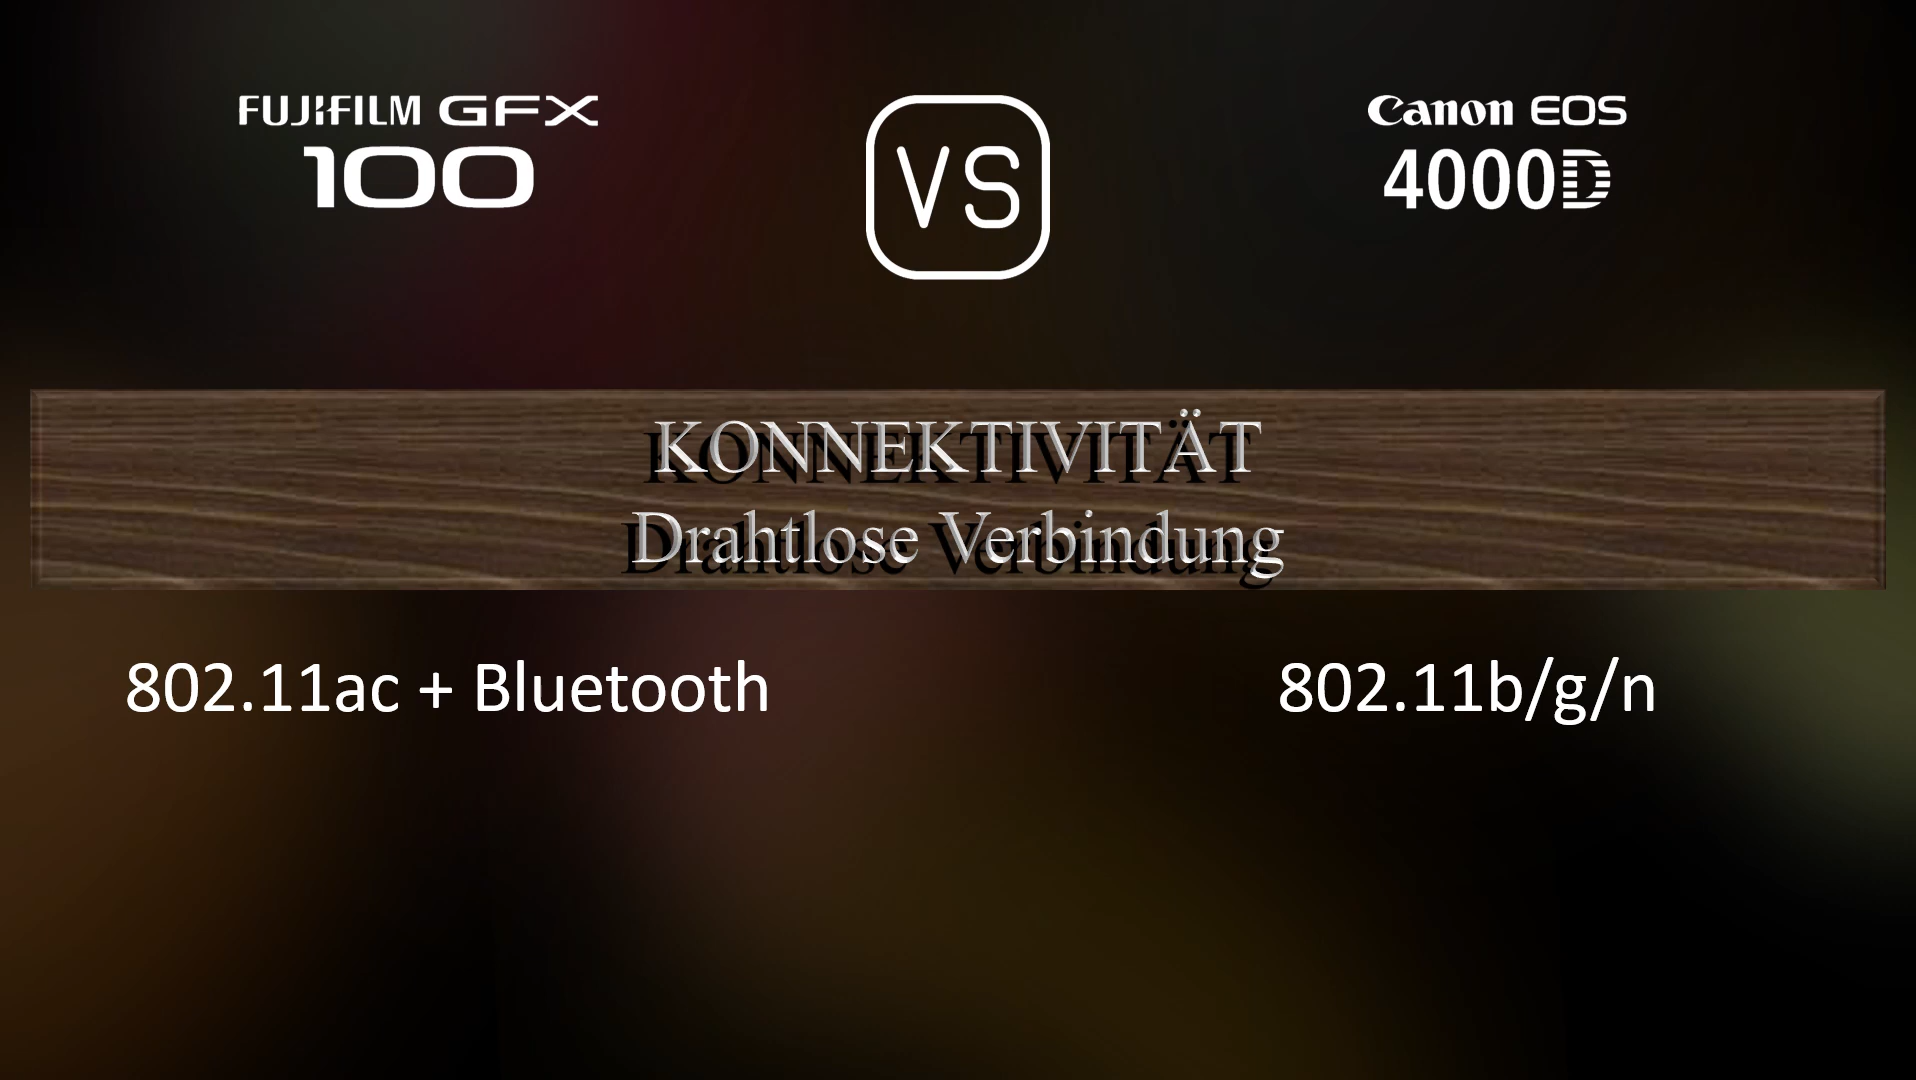 FUJIFILM GFX
100
VS
Canon EOS
4000D
KONNEKTIVITÄT
Drahtlose Verbindung
802.11ac + Bluetooth
802.11b/g/n